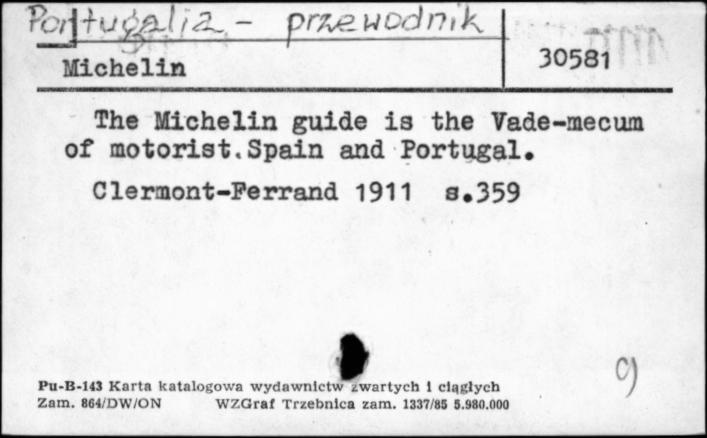 Portugalia - przewodnik
Michelin
30581
The Michelin guide is the Vade-mecum
of motorist. Spain and Portugal.
Clermont-Ferrand 1911 s.359
g
Pu-B-143 Karta katalogowa wydawnictw zwartych i ciągłych
Zam. 864/DW/ON WZGraf Trzebnica zam. 1337/85 5.980.000